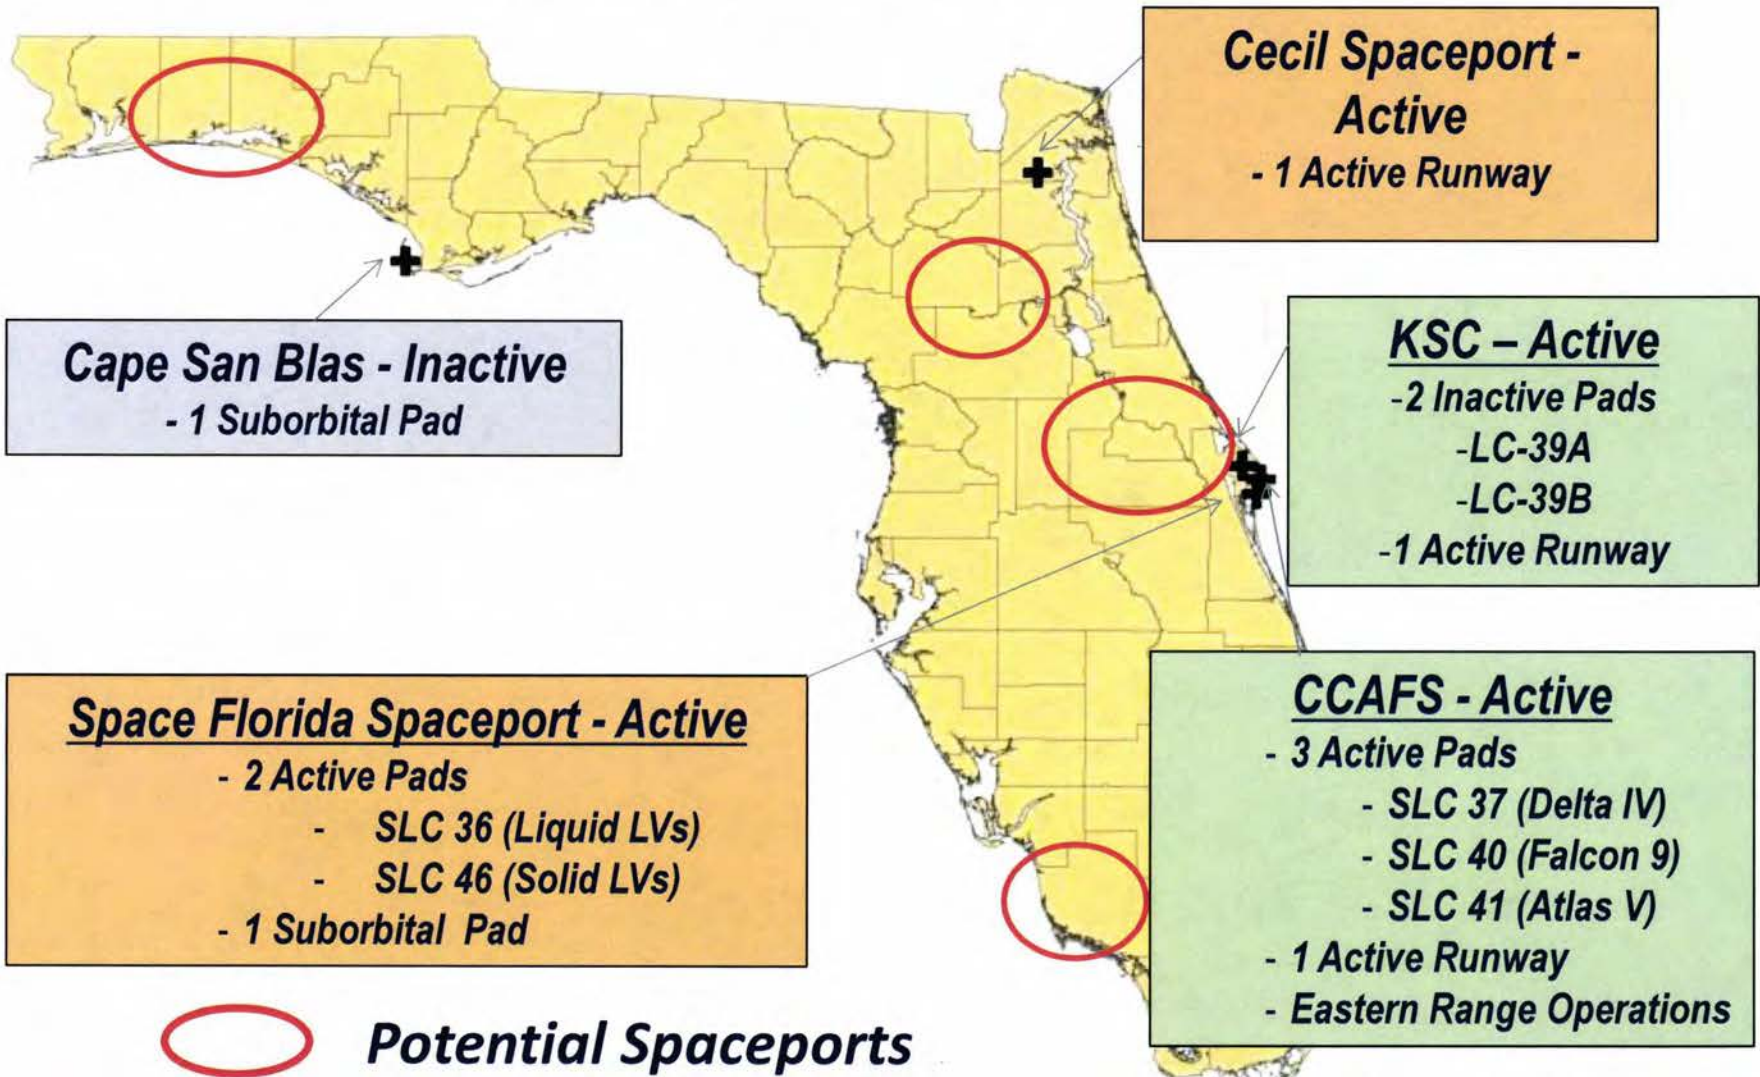 Cecil Spaceport -
Active
- 1 Active Runway
Cape San Blas - Inactive
- 1 Suborbital Pad
KSC – Active
-2 Inactive Pads
-LC-39A
-LC-39B
-1 Active Runway
Space Florida Spaceport - Active
- 2 Active Pads
- SLC 36 (Liquid LVs)
- SLC 46 (Solid LVs)
- 1 Suborbital Pad
CCAFS - Active
- 3 Active Pads
- SLC 37 (Delta IV)
- SLC 40 (Falcon 9)
- SLC 41 (Atlas V)
- 1 Active Runway
- Eastern Range Operations
Potential Spaceports